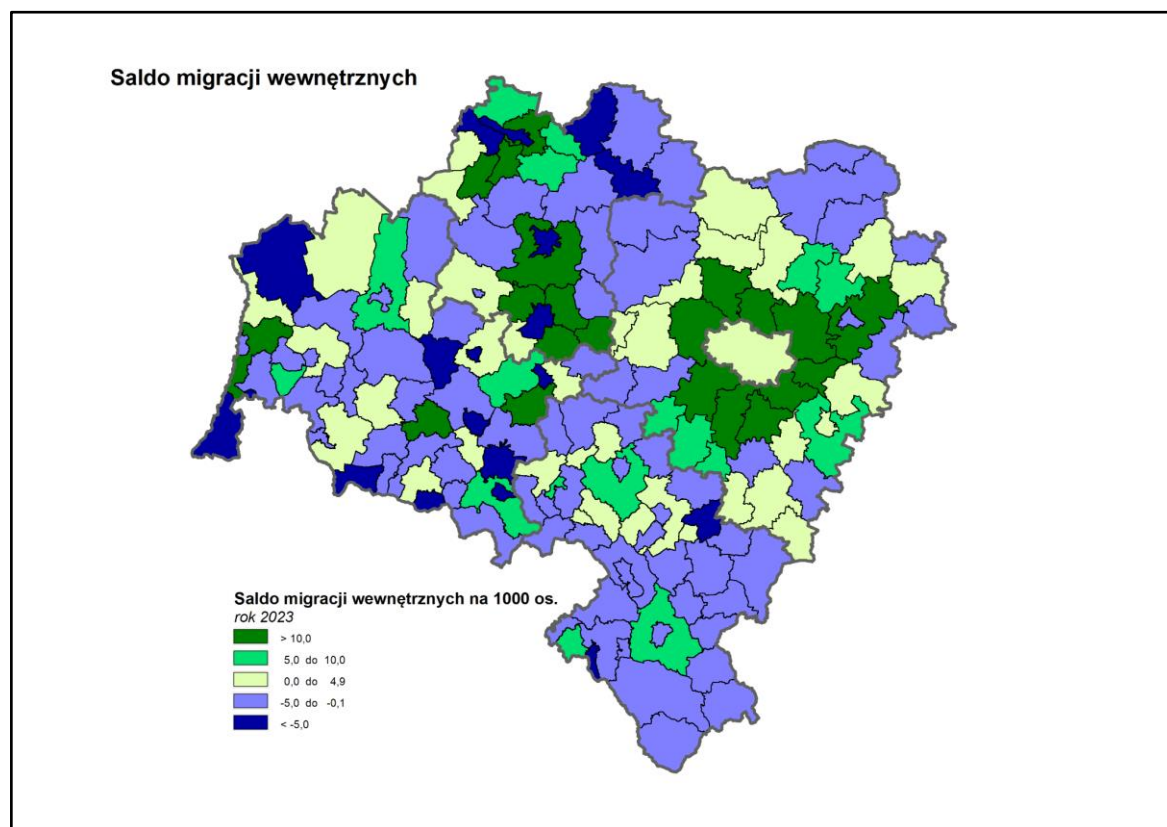 Saldo migracji wewnętrznych
Saldo migracji wewnętrznych na 1000 os.
rok 2023
> 10,0
5,0 do 10,0
0,0 do 4,9
-5,0 do -0,1
< -5,0